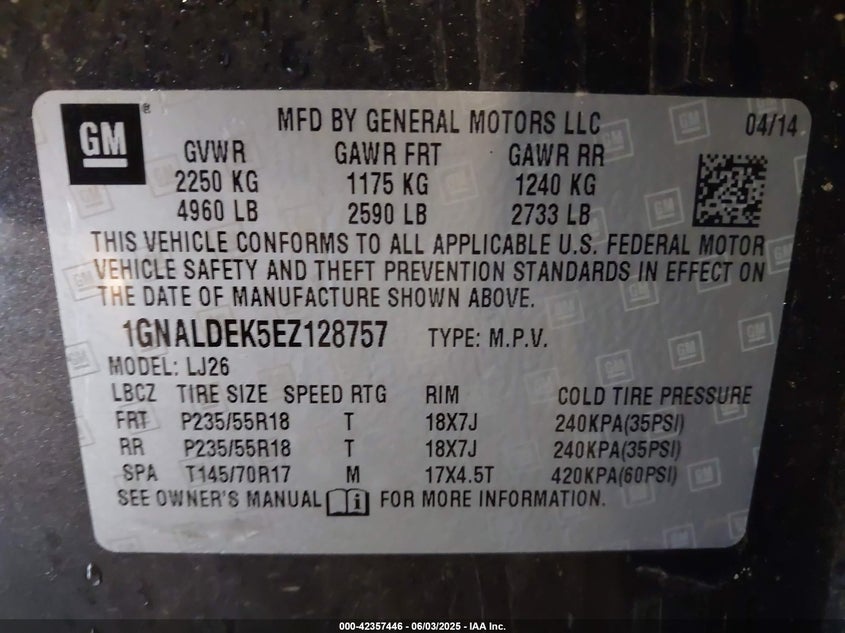 GM ® MFD BY GENERAL MOTORS LLC 04/14
GVWR GAWR FRT GAWR RR
2250 KG 1175 KG 1240 KG
4960 LB 2590 LB 2733 LB
THIS VEHICLE CONFORMS TO ALL APPLICABLE U.S. FEDERAL MOTOR
VEHICLE SAFETY AND THEFT PREVENTION STANDARDS IN EFFECT ON
THE DATE OF MANUFACTURE SHOWN ABOVE.
1GNALDEK5EZ128757 TYPE: M.P.V.
MODEL: LJ26
LBCZ TIRE SIZE SPEED RTG RIM COLD TIRE PRESSURE
FRT P235/55R18 T 18X7J 240KPA(35PSI)
RR P235/55R18 T 18X7J 240KPA(35PSI)
SPA T145/70R17 M 17X4.5T 420KPA(60PSI)
SEE OWNER'S MANUAL i FOR MORE INFORMATION.
000-42357446 - 06/03/2025 - IAA Inc.